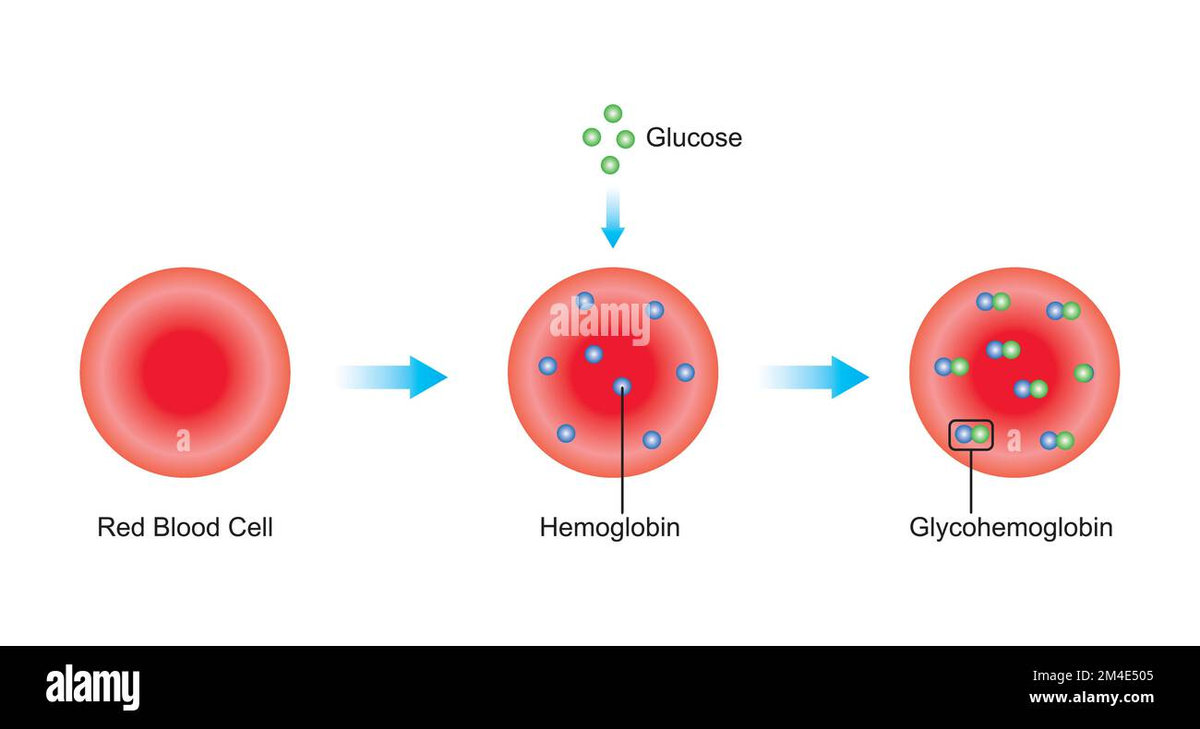 Glucose
alamy
a
a
Red Blood Cell
Hemoglobin
Glycohemoglobin
alamy
Image ID: 2M4E505
www.alamy.com